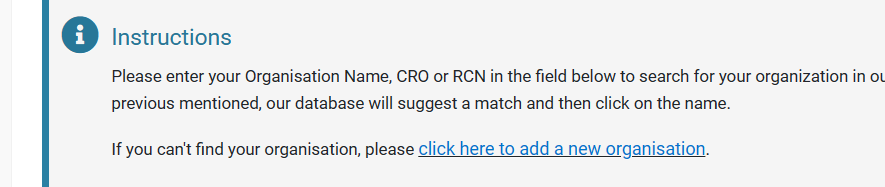 Instructions
Please enter your Organisation Name, CRO or RCN in the field below to search for your organization in
previous mentioned, our database will suggest a match and then click on the name.
If you can't find your organisation, please click here to add a new organisation.